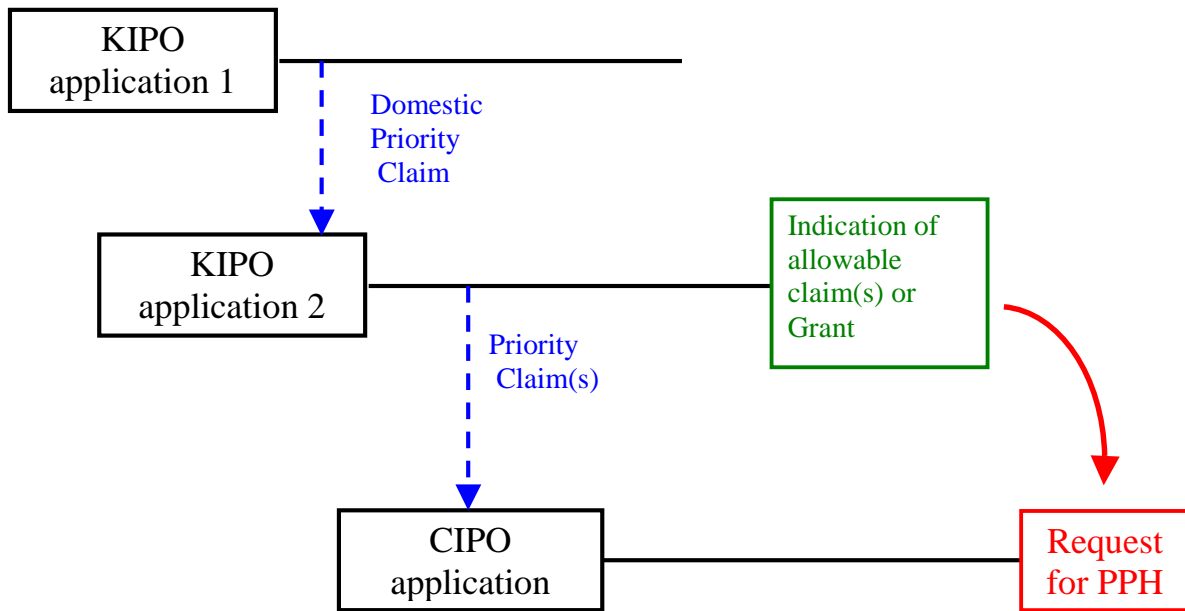 KIPO
application 1
Domestic
Priority
Claim
KIPO
application 2
Indication of
allowable
claim(s) or
Grant
Priority
Claim(s)
CIPO
application
Request
for PPH